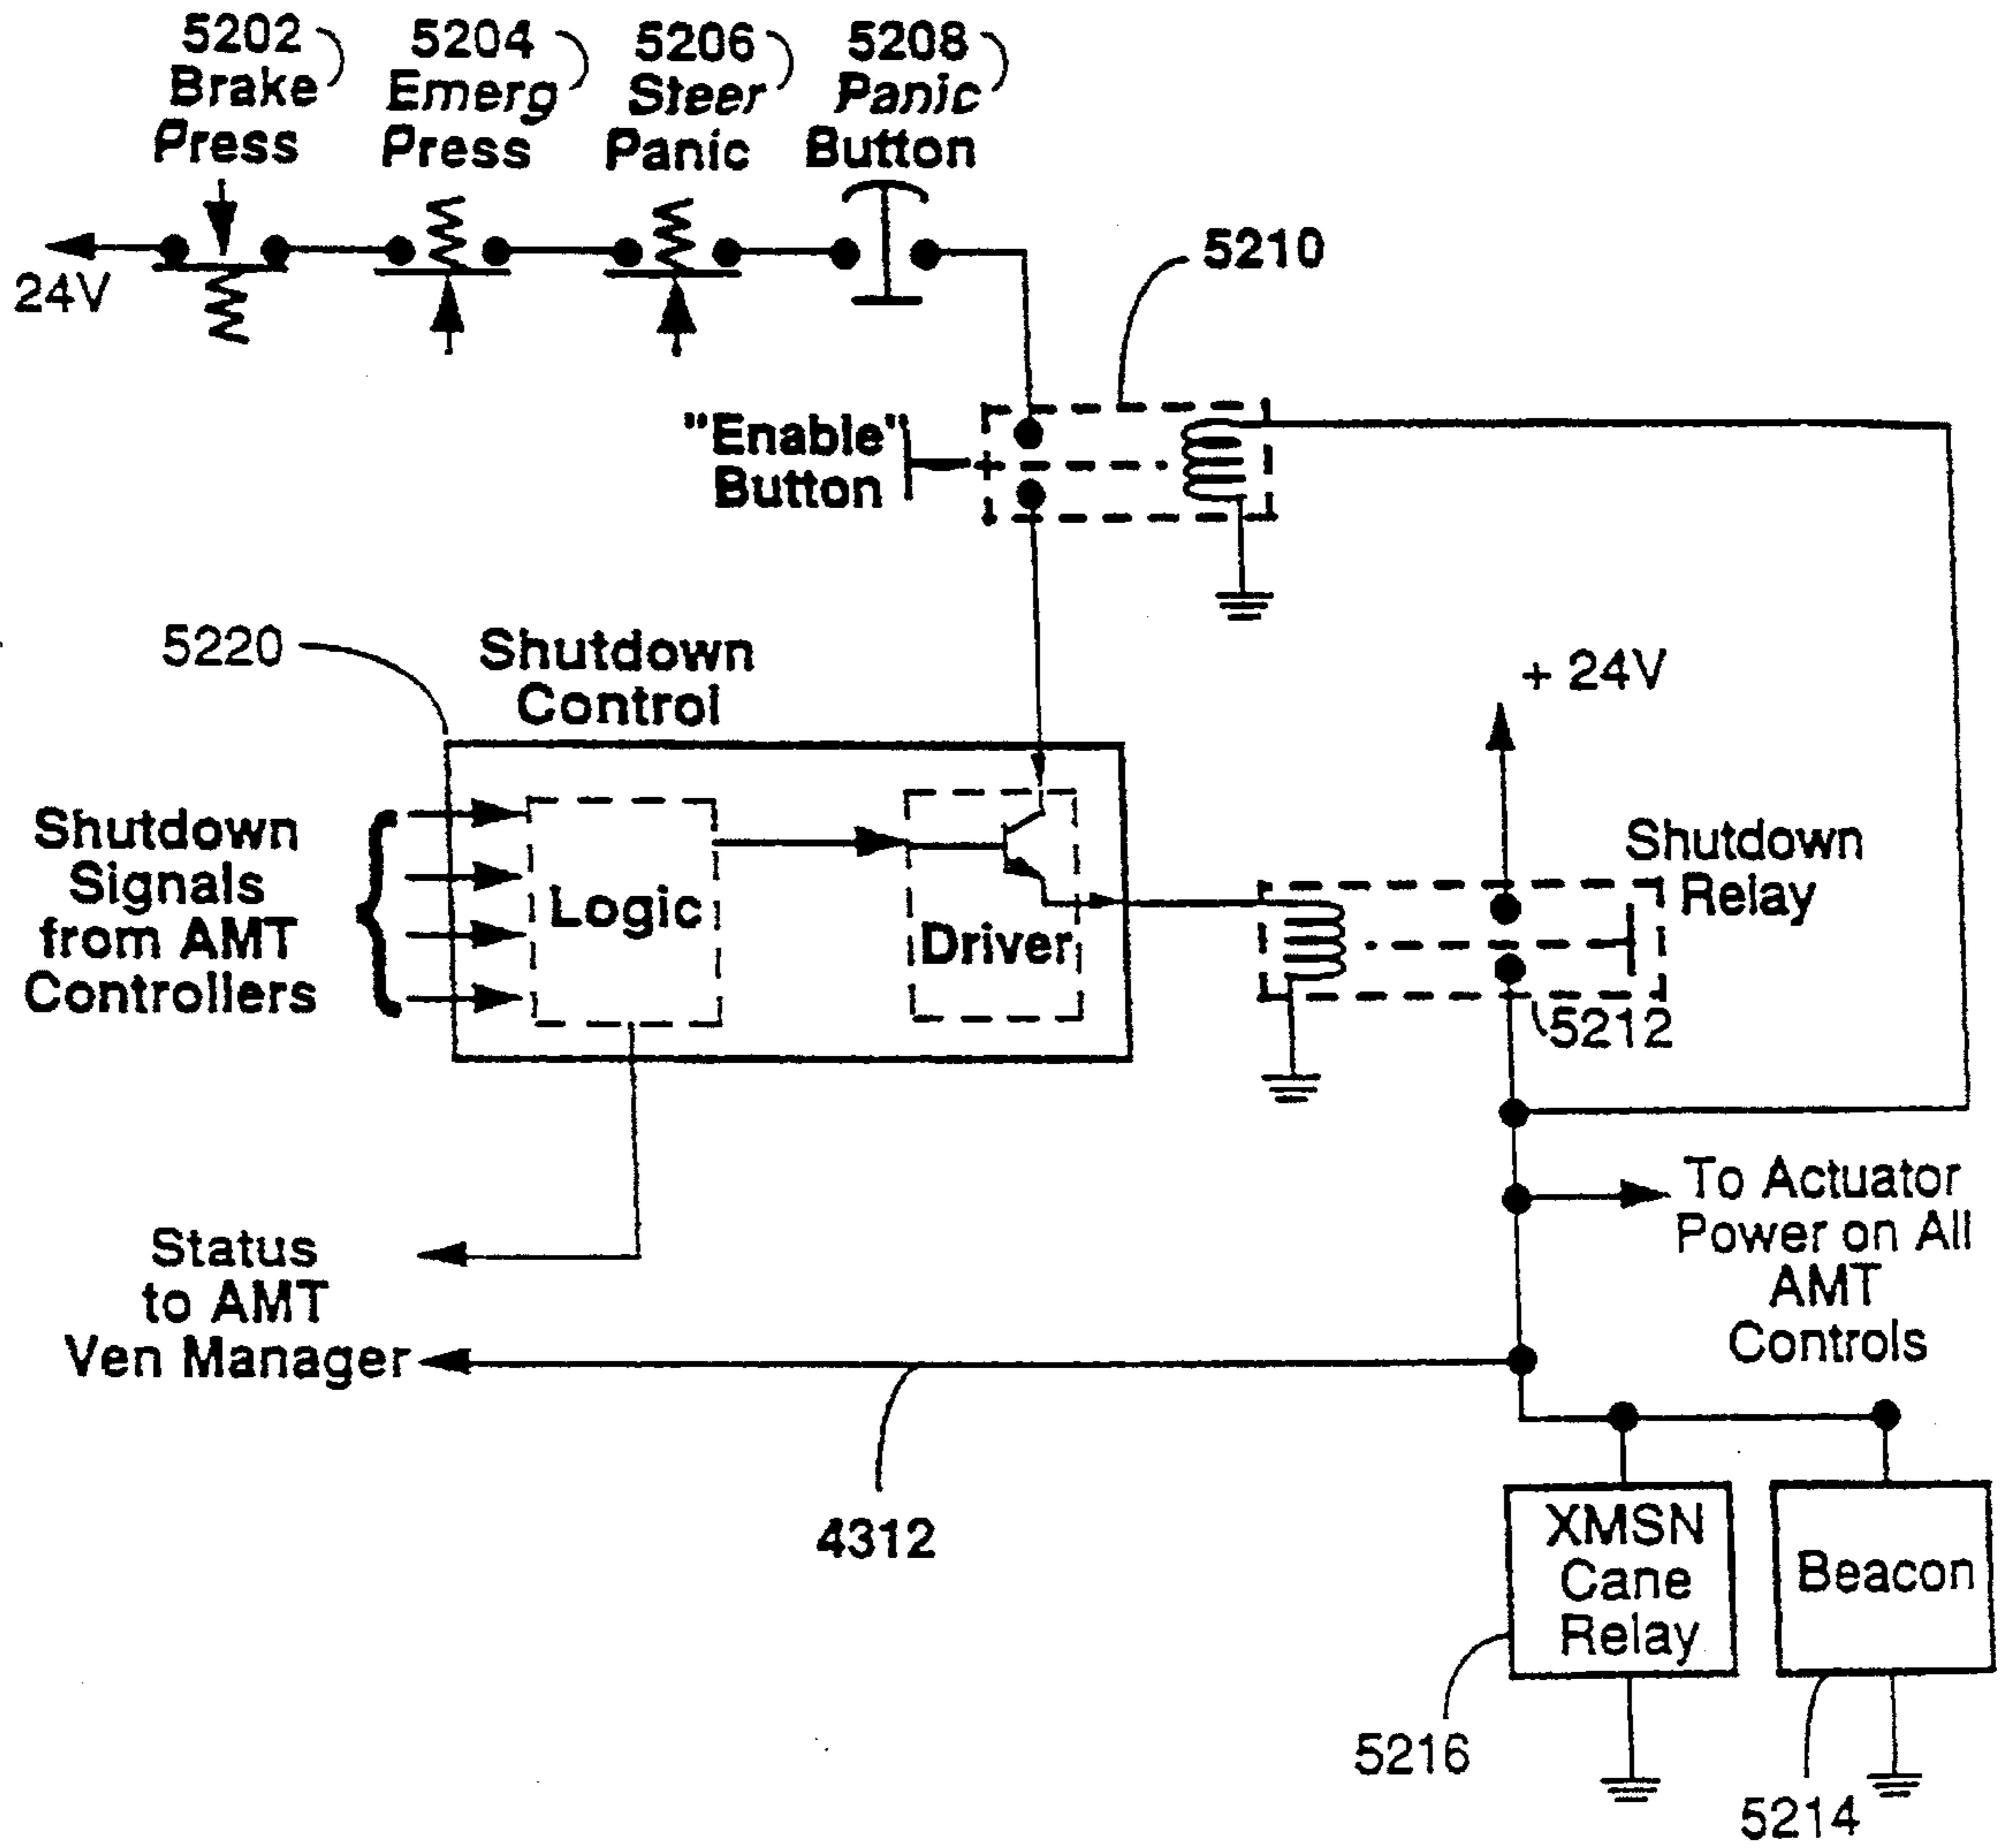 5202
Brake
Press
5204
Emerg
Press
5206
Steer
Panic
5208
Panic
Button
24V
5210
"Enable"
Button
5220
Shutdown
Control
+ 24V
Shutdown
Signals
from AMT
Controllers
Logic
Driver
Shutdown
Relay
5212
To Actuator
Power on All
AMT
Controls
Status
to AMT
Ven Manager
4312
XMSN
Cane
Relay
Beacon
5216
5214